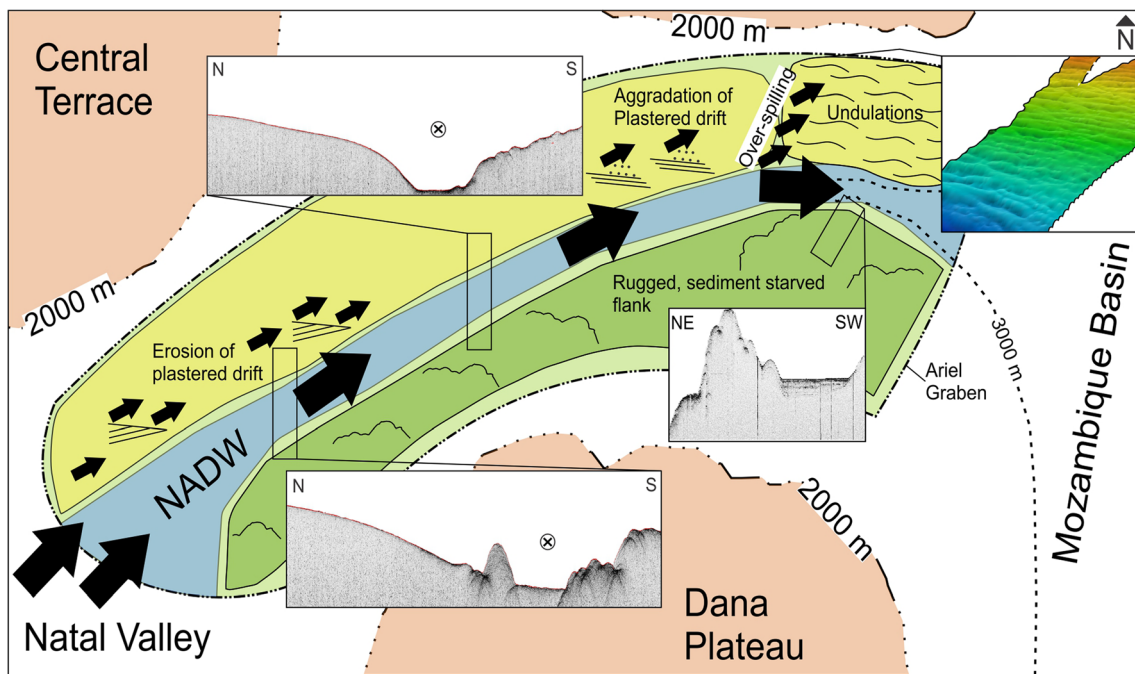 2000 m
N
Central
Terrace
N
S
Aggradation of
Plastered drift
Over-spilling
Undulations
2000 m
Rugged, sediment starved
flank
NE
SW
Erosion of
plastered drift
Ariel
Graben
3000 m
Mozambique Basin
NADW
N
S
2000 m
Dana
Plateau
Natal Valley